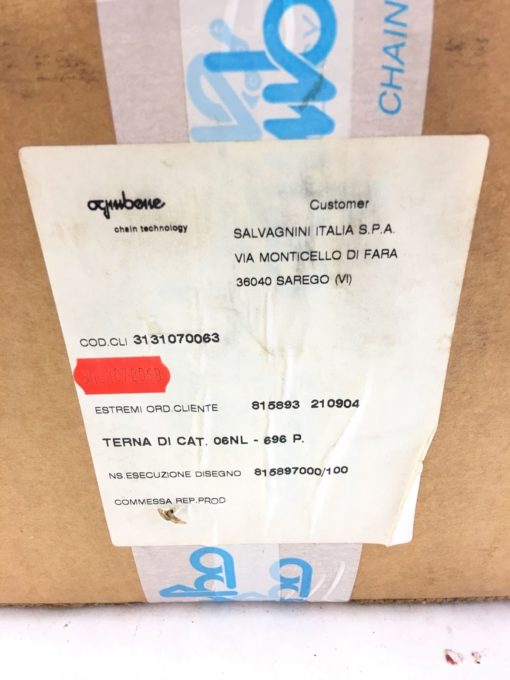 CHAIN
ognibene
chain technology
Customer
SALVAGNINI ITALIA S.P.A.
VIA MONTICELLO DI FARA
36040 SAREGO (VI)
COD.CLI 3131070063
ESTREMI ORD.CLIENTE 815893 210904
TERNA DI CAT. 06NL - 696 P.
NS.ESECUZIONE DISEGNO 815897000/100
COMMESSA REP.PROD